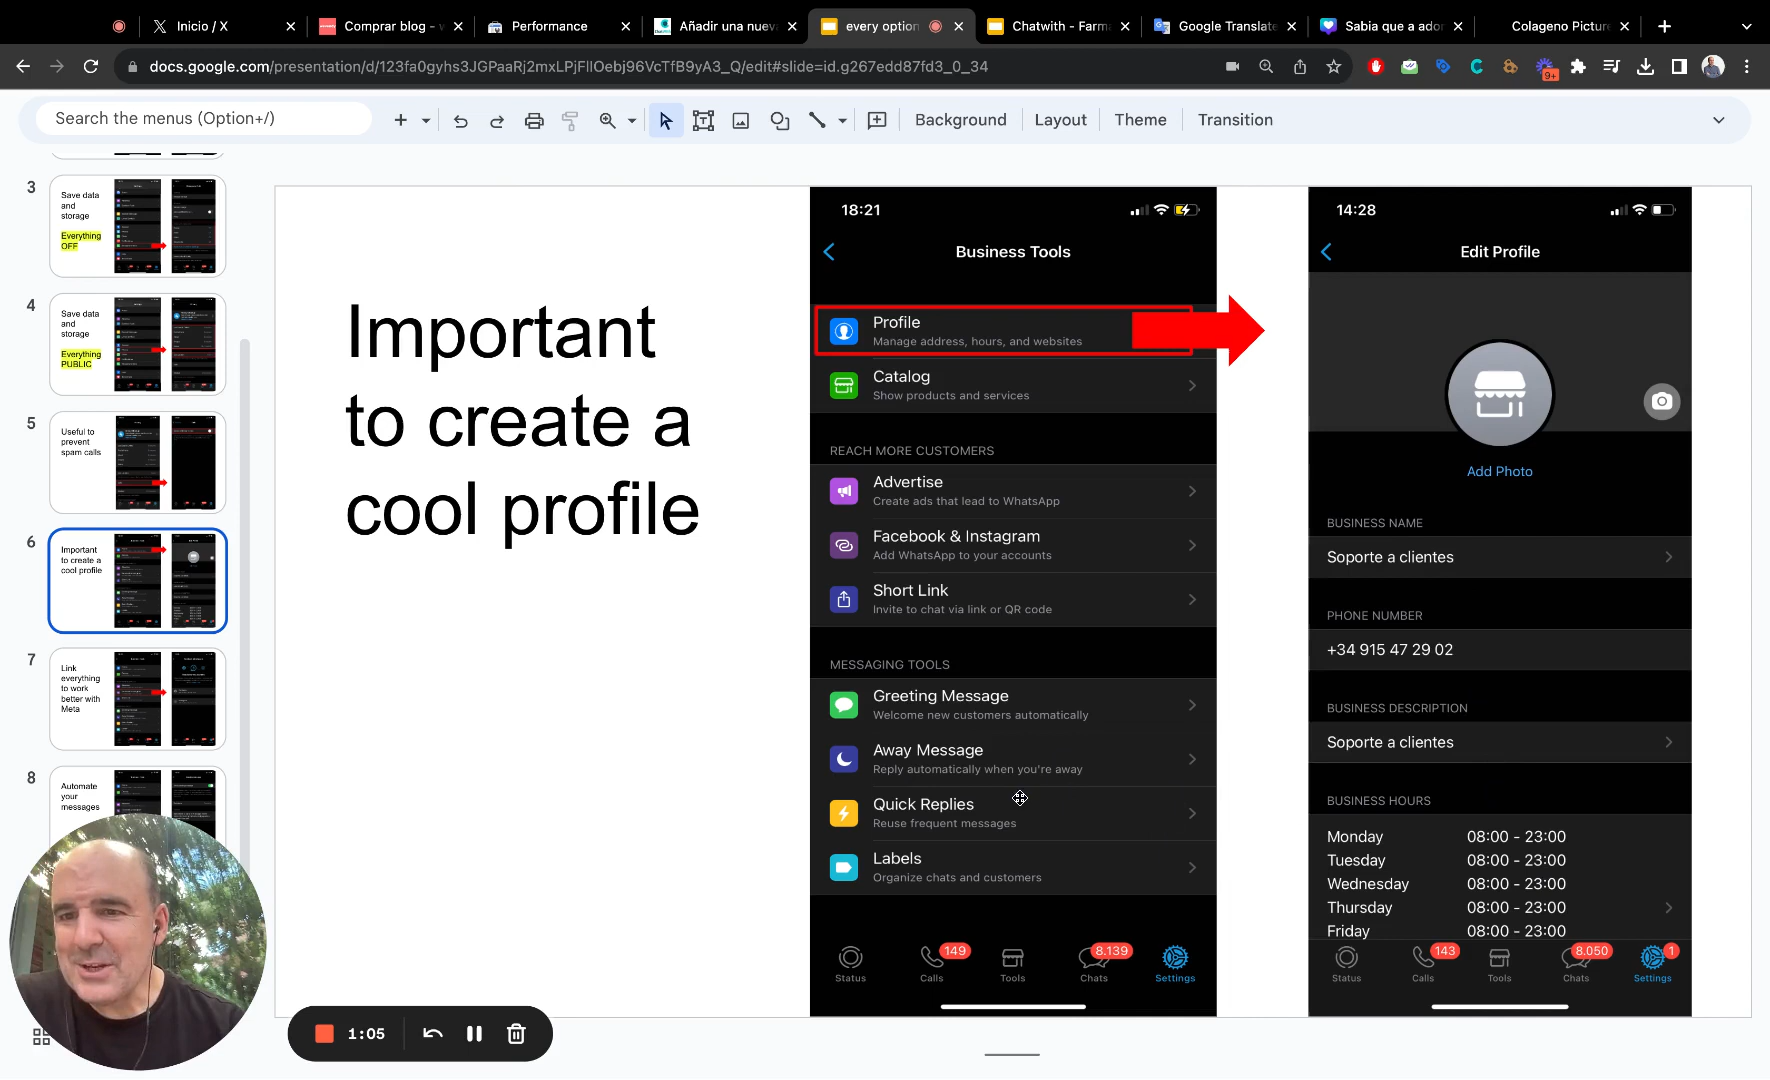 Inicio / X
Comprar blog - v
Performance
Añadir una nuev
every option
Chatwith - Farm
Google Translate
Sabia que a ado
Colageno Pictur
docs.google.com/presentation/d/123fa0gyhs3JGPaaRj2mxLPjFllOebj96VcTfB9yA3_Q/edit#slide=id.g267edd87fd3_0_34
9+
Search the menus (Option+/)
Background
Layout
Theme
Transition
3
Save data
and
storage
Everything
OFF
4
Save data
and
storage
Everything
PUBLIC
5
Useful to
prevent
spam calls
6
Important
to create a
cool profile
7
Link
everything
to work
better with
Meta
8
Automate
your
messages
Important
to create a
cool profile
18:21
Business Tools
Profile
Manage address, hours, and websites
Catalog
Show products and services
REACH MORE CUSTOMERS
Advertise
Create ads that lead to WhatsApp
Facebook & Instagram
Add WhatsApp to your accounts
Short Link
Invite to chat via link or QR code
MESSAGING TOOLS
Greeting Message
Welcome new customers automatically
Away Message
Reply automatically when you're away
Quick Replies
Reuse frequent messages
Labels
Organize chats and customers
149
8.139
Status
Calls
Tools
Chats
Settings
14:28
Edit Profile
Add Photo
BUSINESS NAME
Soporte a clientes
PHONE NUMBER
+34 915 47 29 02
BUSINESS DESCRIPTION
Soporte a clientes
BUSINESS HOURS
Monday 08:00 - 23:00
Tuesday 08:00 - 23:00
Wednesday 08:00 - 23:00
Thursday 08:00 - 23:00
Friday 08:00 - 23:00
143
8.050
1
Status
Calls
Tools
Chats
Settings
1:05